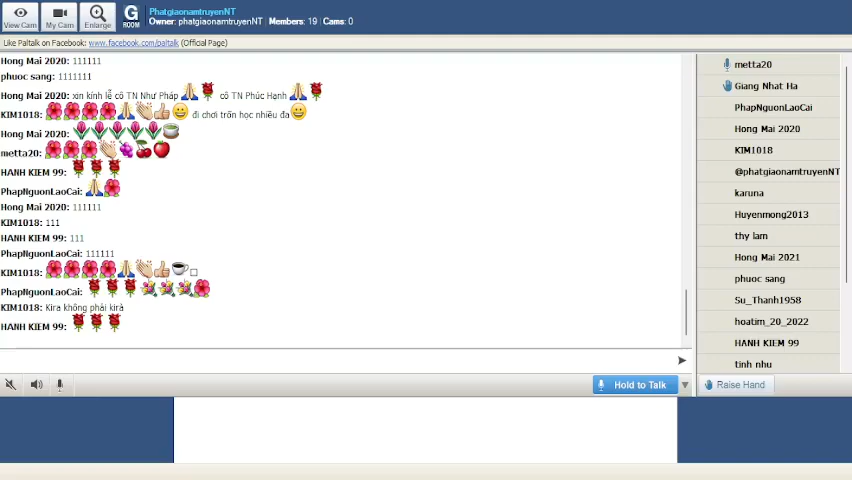 PhatgiaonamtruyenNT
Owner: phatgiaonamtruyenNT | Members: 19 | Cams: 0
View Cam
My Cam
Enlarge
G
ROOM
Like Paltalk on Facebook: www.facebook.com/paltalk (Official Page)
Hong Mai 2020: 111111
phuoc sang: 1111111
Hong Mai 2020: xin kính lễ cô TN Như Pháp cô TN Phúc Hạnh
KIM1018: đi chơi trốn học nhiều đa
Hong Mai 2020:
metta20:
HANH KIEM 99:
PhapNguonLaoCai:
Hong Mai 2020: 111111
KIM1018: 111
HANH KIEM 99: 111
PhapNguonLaoCai: 111111
KIM1018:
PhapNguonLaoCai:
KIM1018: Kira không phải kirà
HANH KIEM 99:
metta20
Giang Nhat Ha
PhapNguonLaoCai
Hong Mai 2020
KIM1018
@phatgiaonamtruyenNT
karuna
Huyenmong2013
thy lam
Hong Mai 2021
phuoc sang
Su_Thanh1958
hoatim_20_2022
HANH KIEM 99
tinh nhu
Hold to Talk
Raise Hand